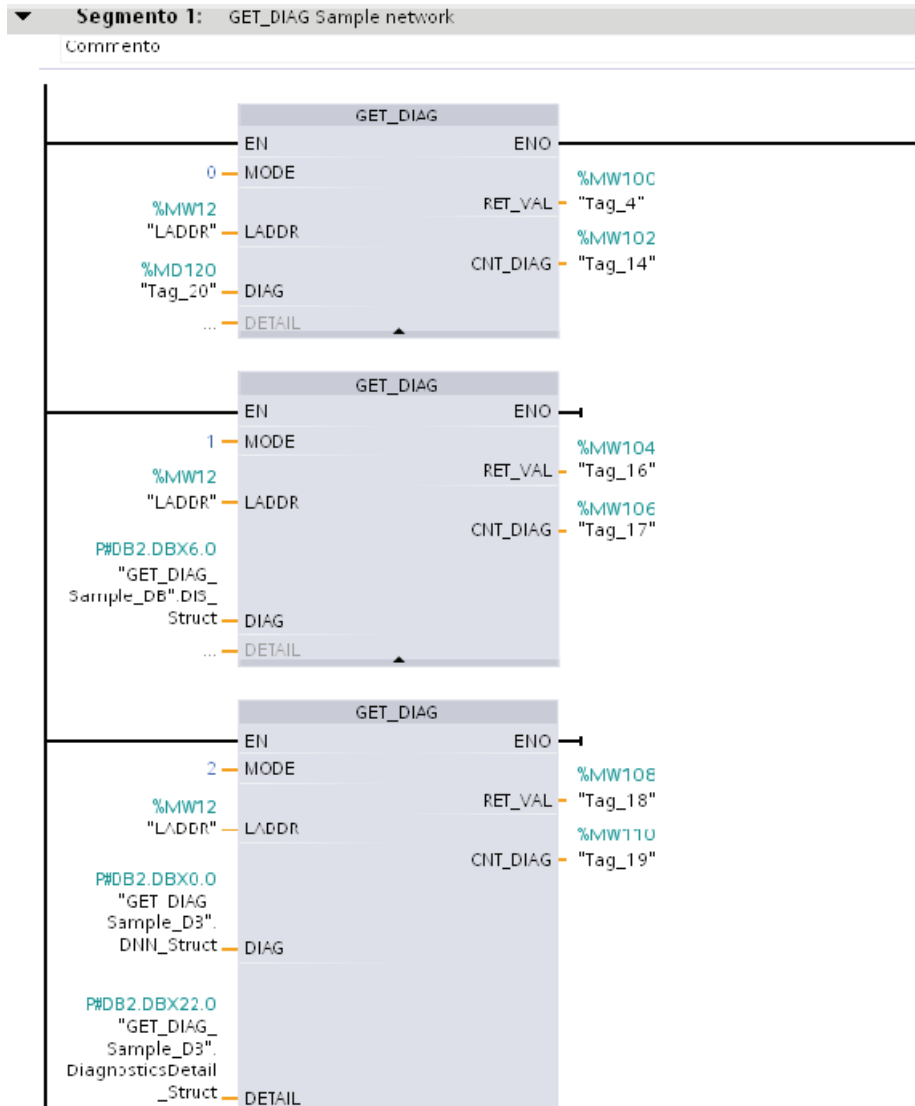 Segmento 1: GET_DIAG Sample network
Commento
GET_DIAG
EN ENO
0 MODE
%MW100
RET_VAL "Tag_4"
%MW12
"LADDR" LADDR
%MW102
CNT_DIAG "Tag_14"
%MD120
"Tag_20" DIAG
... DETAIL
GET_DIAG
EN ENO
1 MODE
%MW104
RET_VAL "Tag_16"
%MW12
"LADDR" LADDR
%MW106
CNT_DIAG "Tag_17"
P#DB2.DBX6.0
"GET_DIAG_
Sample_DB".DIS_
Struct DIAG
... DETAIL
GET_DIAG
EN ENO
2 MODE
%MW108
RET_VAL "Tag_18"
%MW12
"LADDR" LADDR
%MW110
CNT_DIAG "Tag_19"
P#DB2.DBX0.0
"GET_DIAG_
Sample_DB".
DNN_Struct DIAG
P#DB2.DBX22.0
"GET_DIAG_
Sample_DB".
DiagnosticsDetail
_Struct DETAIL